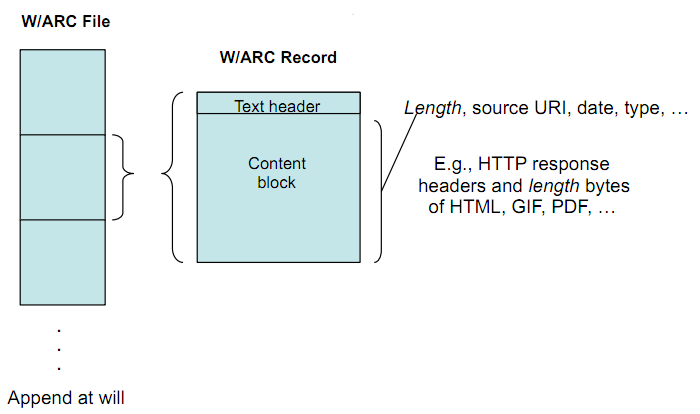 W/ARC File
W/ARC Record
Text header
Length, source URI, date, type, …
Content
block
E.g., HTTP response
headers and length bytes
of HTML, GIF, PDF, …
.
.
.
Append at will